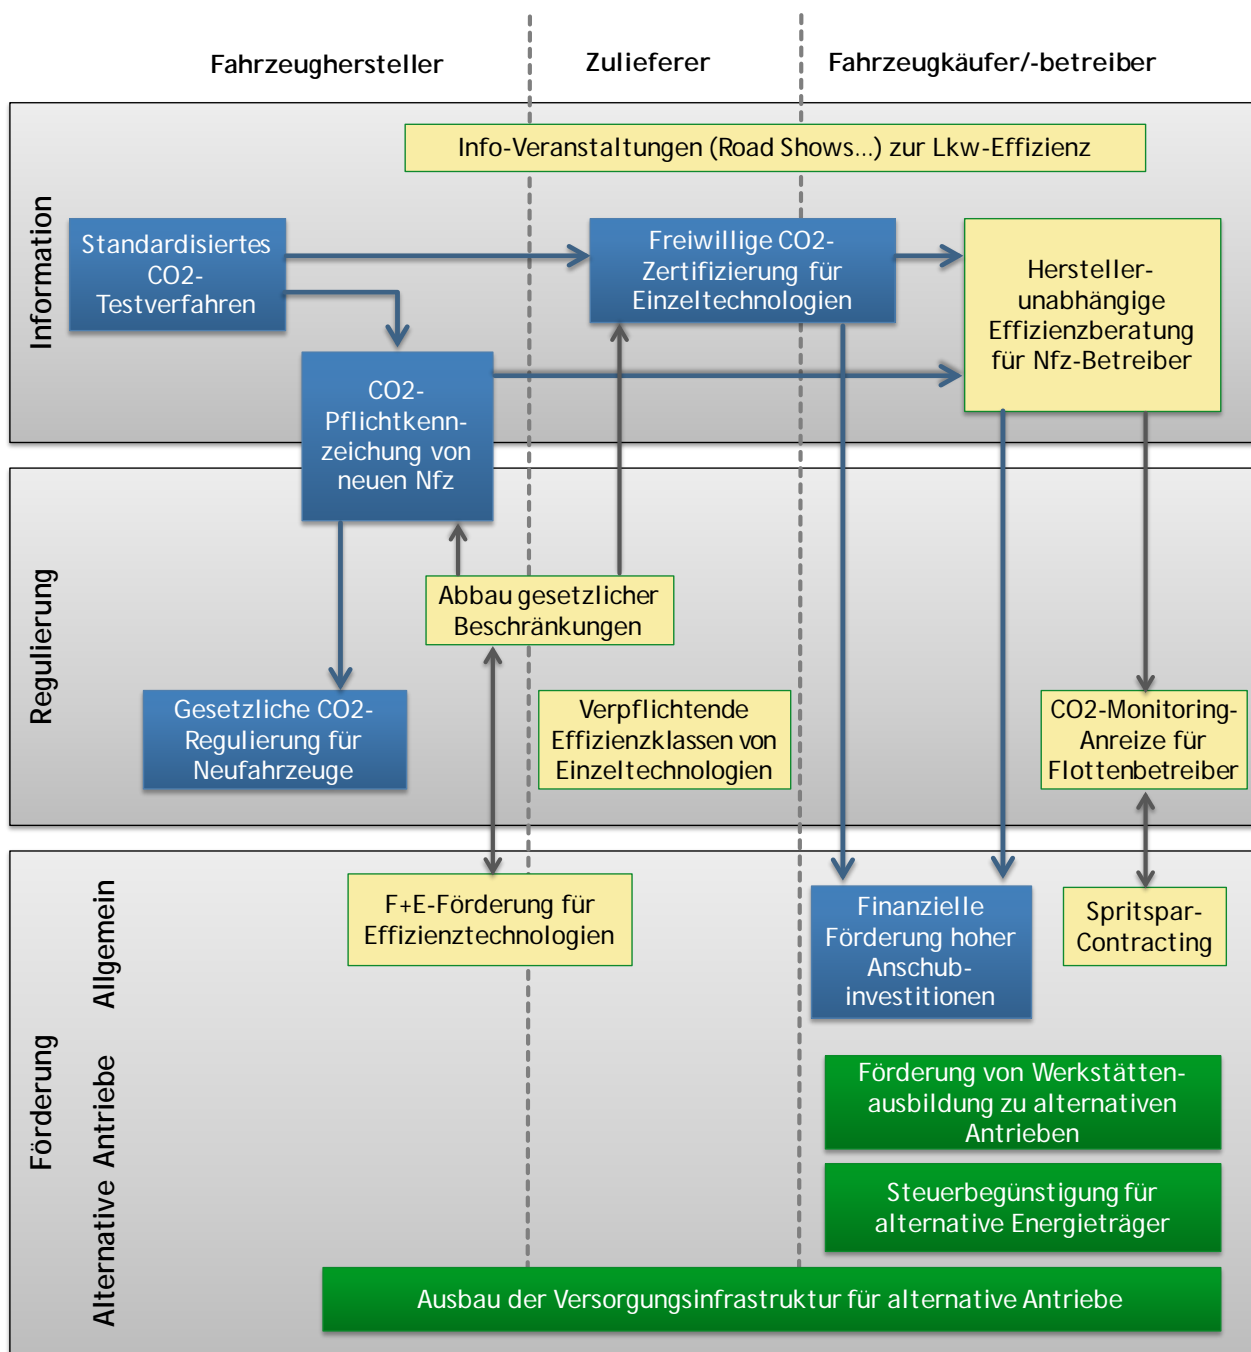 Fahrzeughersteller
Zulieferer
Fahrzeugkäufer/-betreiber
Information
Info-Veranstaltungen (Road Shows...) zur Lkw-Effizienz
Standardisiertes
CO2-
Testverfahren
Freiwillige CO2-
Zertifizierung für
Einzeltechnologien
Hersteller-
unabhängige
Effizienzberatung
für Nfz-Betreiber
CO2-
Pflichtkenn-
zeichung von
neuen Nfz
Regulierung
Abbau gesetzlicher
Beschränkungen
Gesetzliche CO2-
Regulierung für
Neufahrzeuge
Verpflichtende
Effizienzklassen von
Einzeltechnologien
CO2-Monitoring-
Anreize für
Flottenbetreiber
Förderung
Allgemein
F+E-Förderung für
Effizienztechnologien
Finanzielle
Förderung hoher
Anschub-
investitionen
Spritspar-
Contracting
Alternative Antriebe
Förderung von Werkstätten-
ausbildung zu alternativen
Antrieben
Steuerbegünstigung für
alternative Energieträger
Ausbau der Versorgungsinfrastruktur für alternative Antriebe